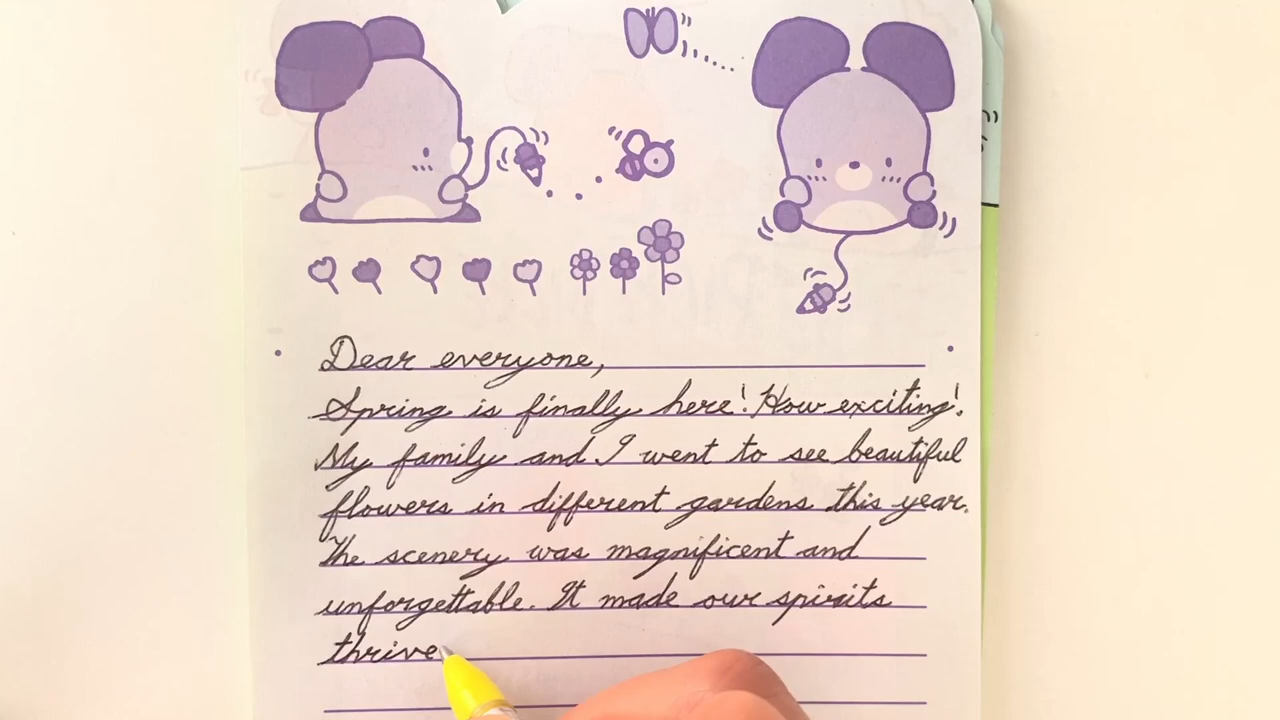 Dear everyone,
Spring is finally here! How exciting!
My family and I went to see beautiful
flowers in different gardens this year.
The scenery was magnificent and
unforgettable. It made our spirits
thrive